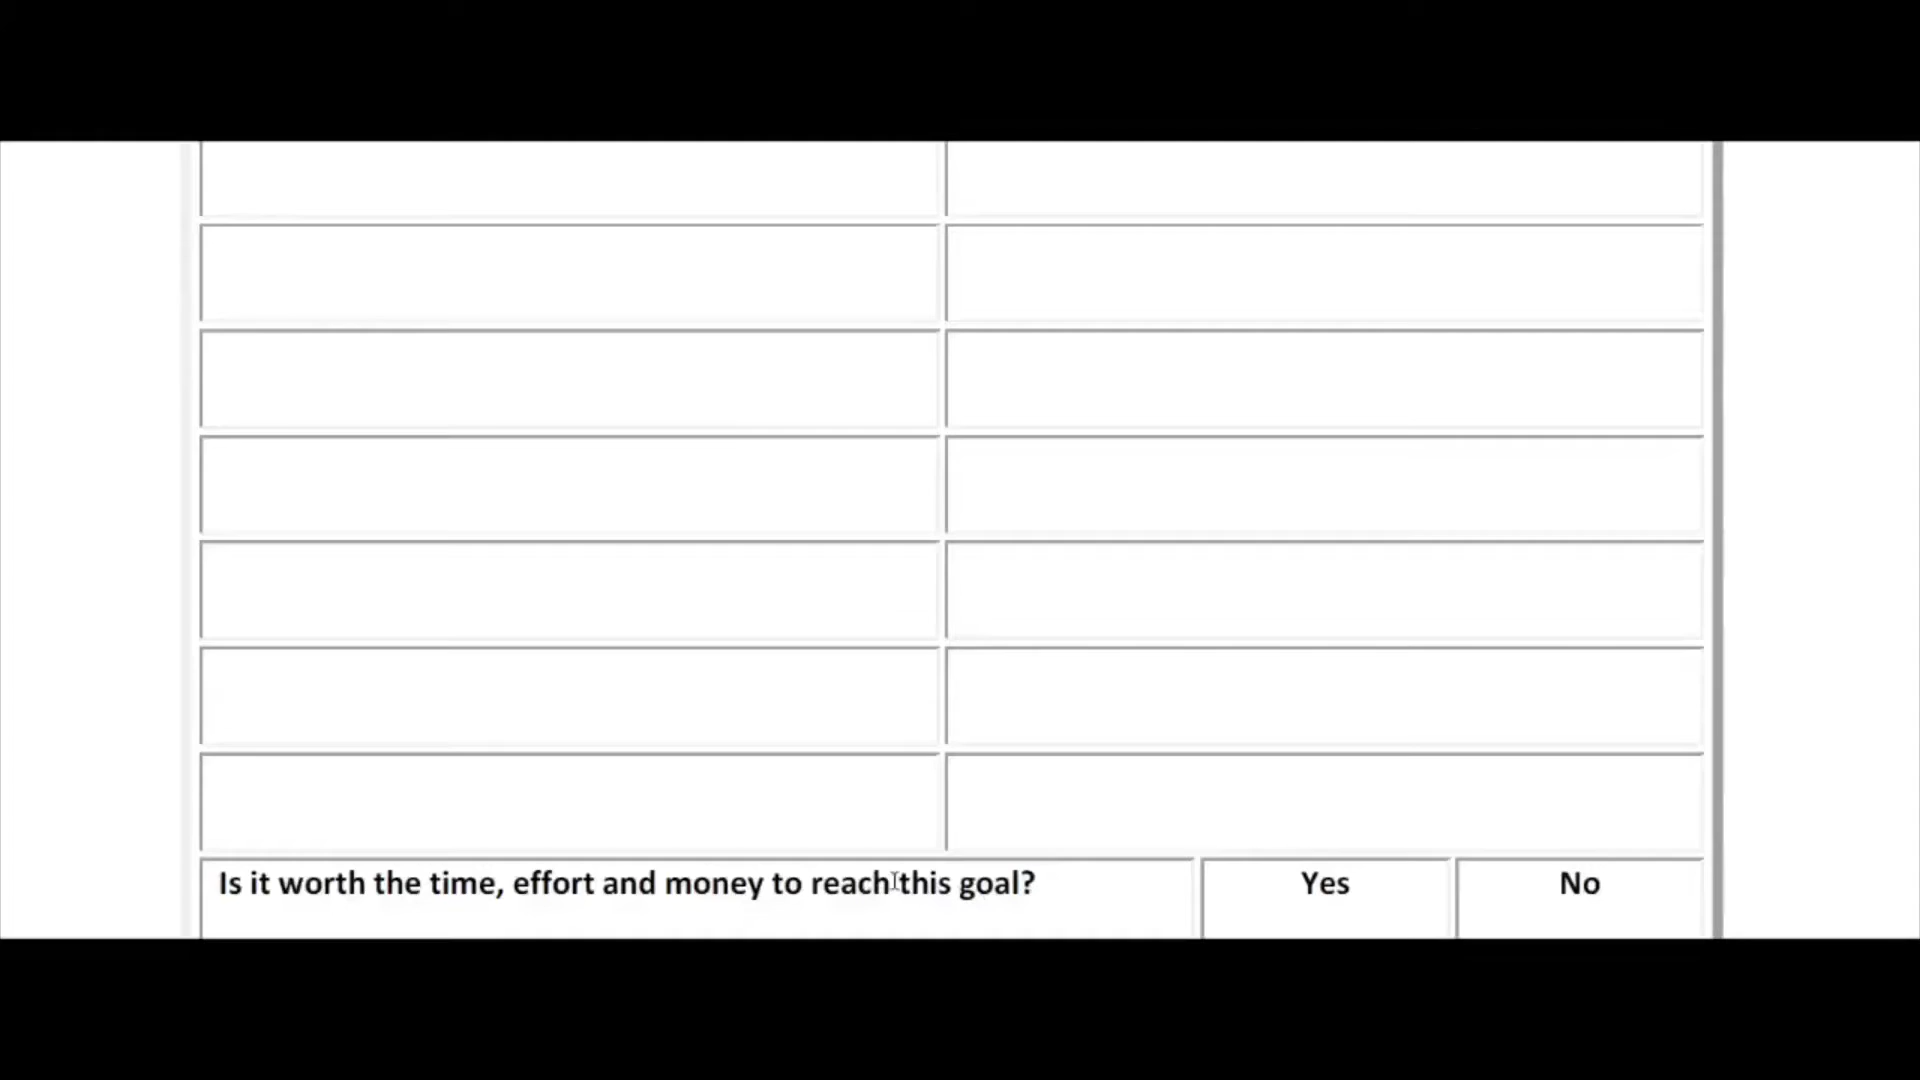 Is it worth the time, effort and money to reach this goal? Yes No